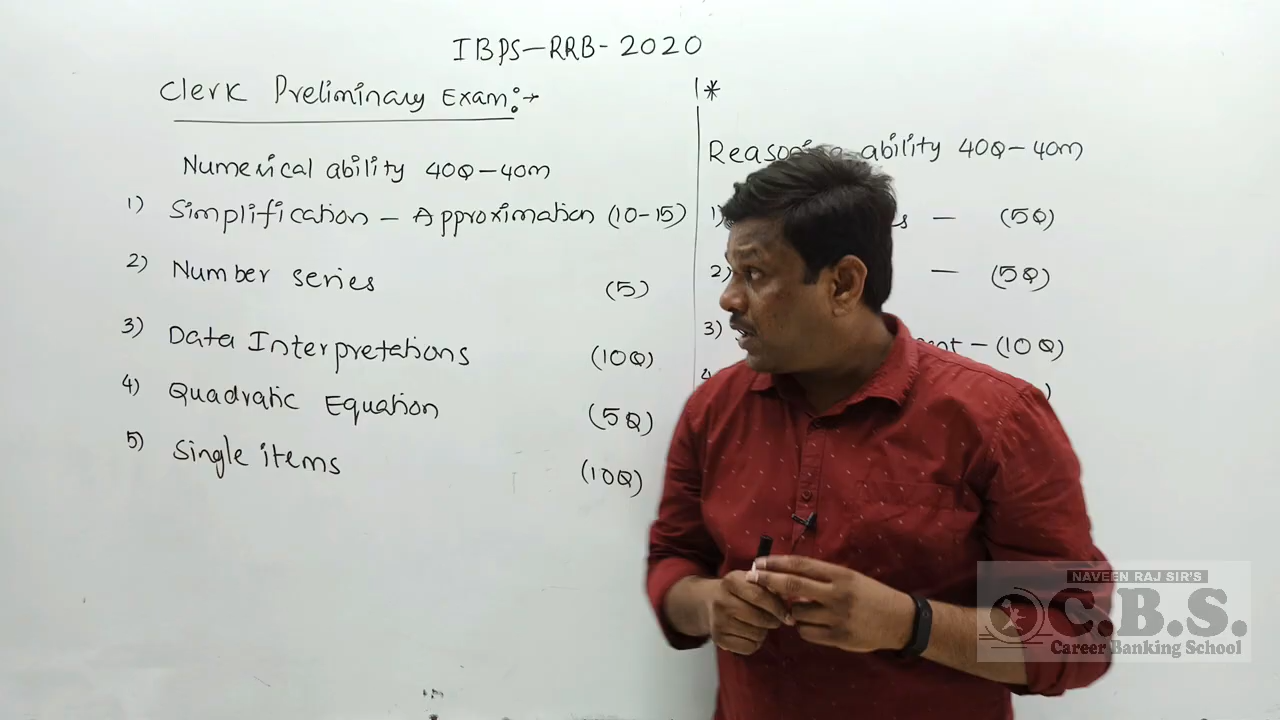 IBPS-RRB-2020
Clerk Preliminary Exam:→
Numerical ability 40Q-40m
1) Simplification - Approximation (10-15)
2) Number series (5)
3) Data Interpretations (10Q)
4) Quadratic Equation (5Q)
5) Single items (10Q)
1*
ability 40Q-40m
1) - (5Q)
2) - (5Q)
3) - (10Q)
NAVEEN RAJ SIR'S
C.B.S.
Career Banking School